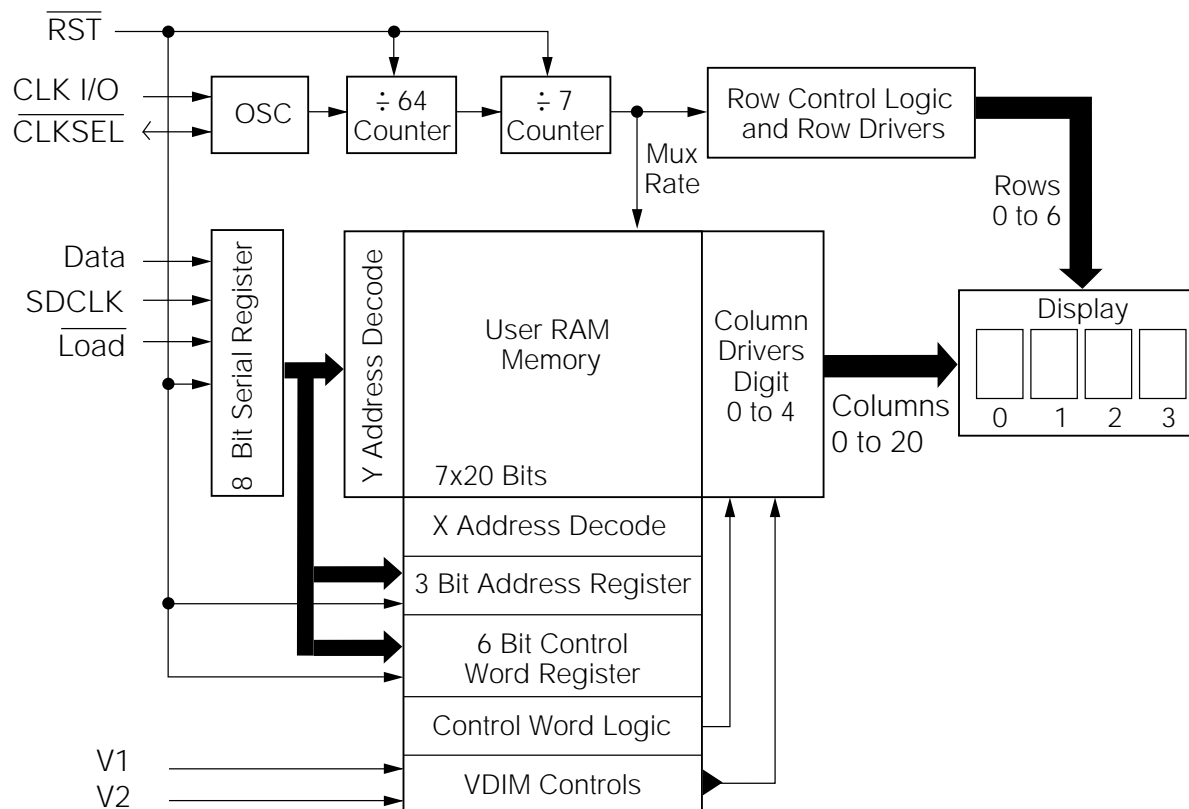 RST
CLK I/O
CLKSEL
OSC
÷ 64
Counter
÷ 7
Counter
Mux
Rate
Row Control Logic
and Row Drivers
Rows
0 to 6
Data
SDCLK
Load
8 Bit Serial Register
Y Address Decode
User RAM
Memory
7x20 Bits
Column
Drivers
Digit
0 to 4
Columns
0 to 20
Display
0 1 2 3
X Address Decode
3 Bit Address Register
6 Bit Control
Word Register
Control Word Logic
VDIM Controls
V1
V2